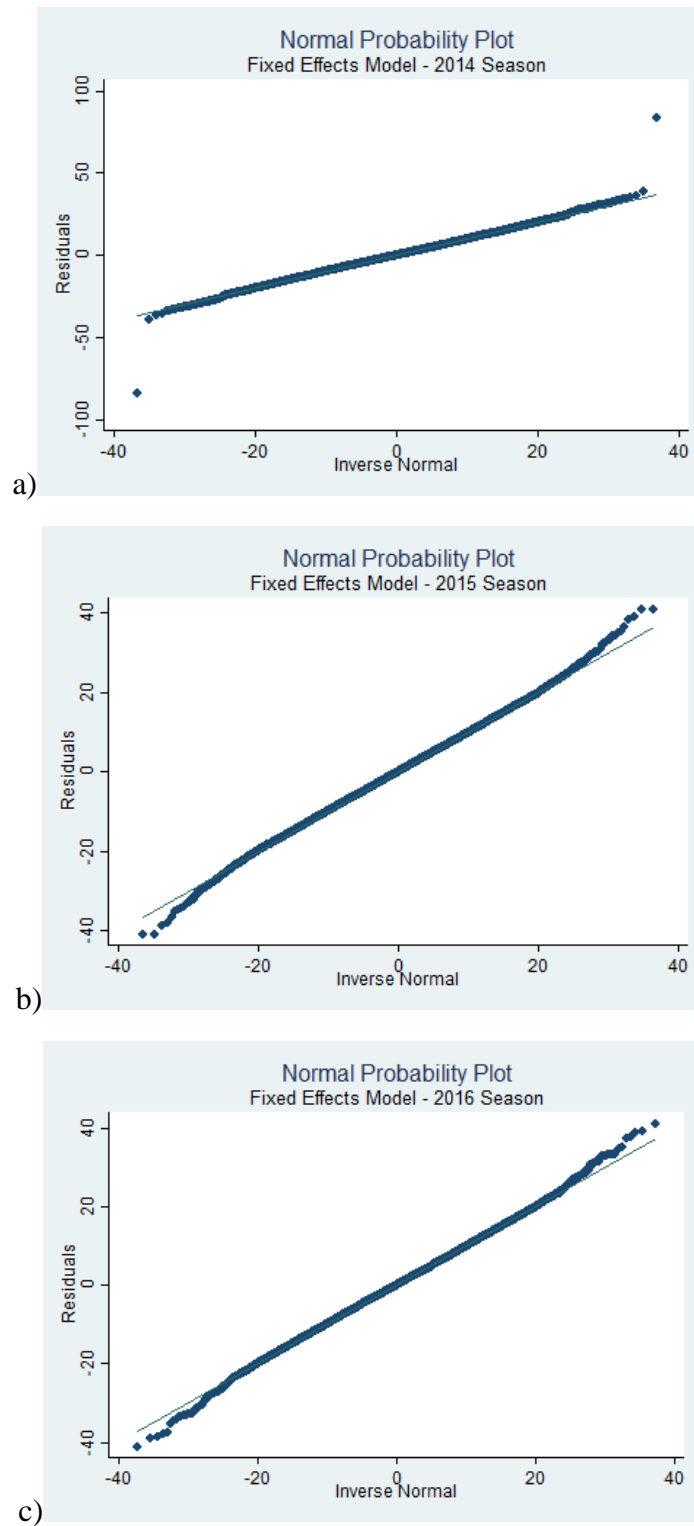 Normal Probability Plot
Fixed Effects Model - 2014 Season
100
50
0
-50
-100
Residuals
-40 -20 0 20 40
Inverse Normal
a)
Normal Probability Plot
Fixed Effects Model - 2015 Season
40
20
0
-20
-40
Residuals
-40 -20 0 20 40
Inverse Normal
b)
Normal Probability Plot
Fixed Effects Model - 2016 Season
40
20
0
-20
-40
Residuals
-40 -20 0 20 40
Inverse Normal
c)